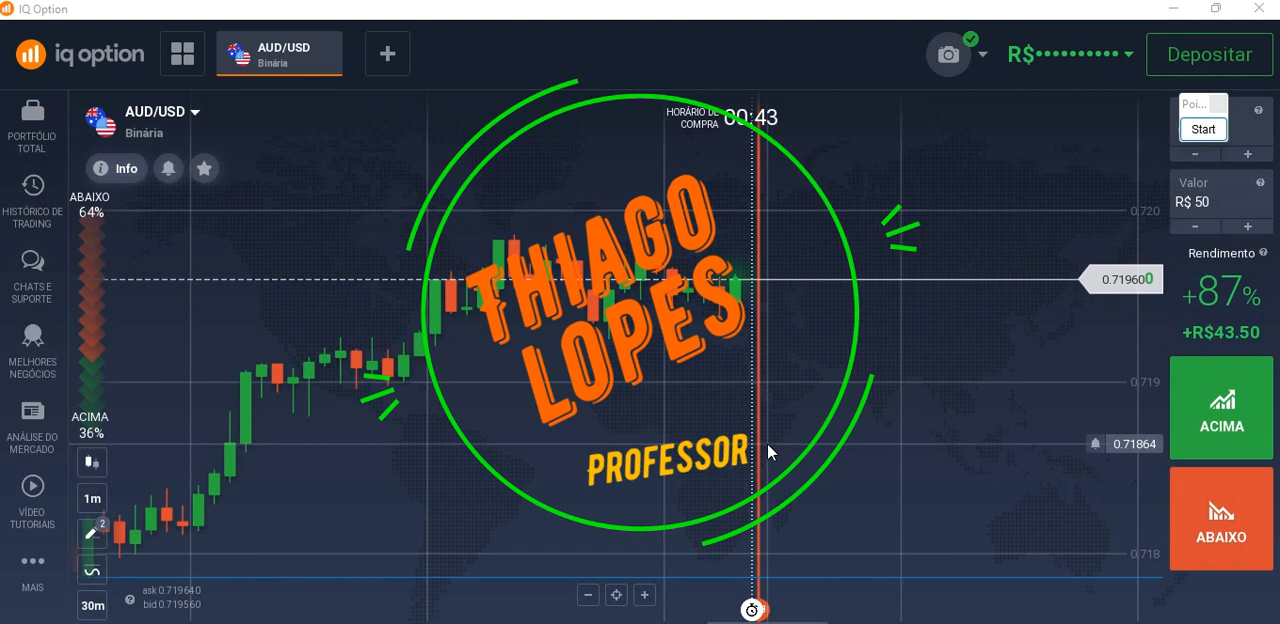 IQ Option
iq option
AUD/USD
Binária
+
R$••••••••••
Depositar
PORTFÓLIO
TOTAL
HISTÓRICO DE
TRADING
CHATS E
SUPORTE
MELHORES
NEGÓCIOS
ANÁLISE DO
MERCADO
VÍDEO
TUTORIAIS
MAIS
AUD/USD
Binária
Info
ABAIXO
64%
ACIMA
36%
1m
2
30m
ask 0.719640
bid 0.719560
HORÁRIO DE
COMPRA
00:43
THIAGO
LOPES
PROFESSOR
0.720
0.719600
0.719
0.71864
0.718
Poi...
Start
- +
Valor
R$ 50
- +
Rendimento
+87%
+R$43.50
ACIMA
ABAIXO